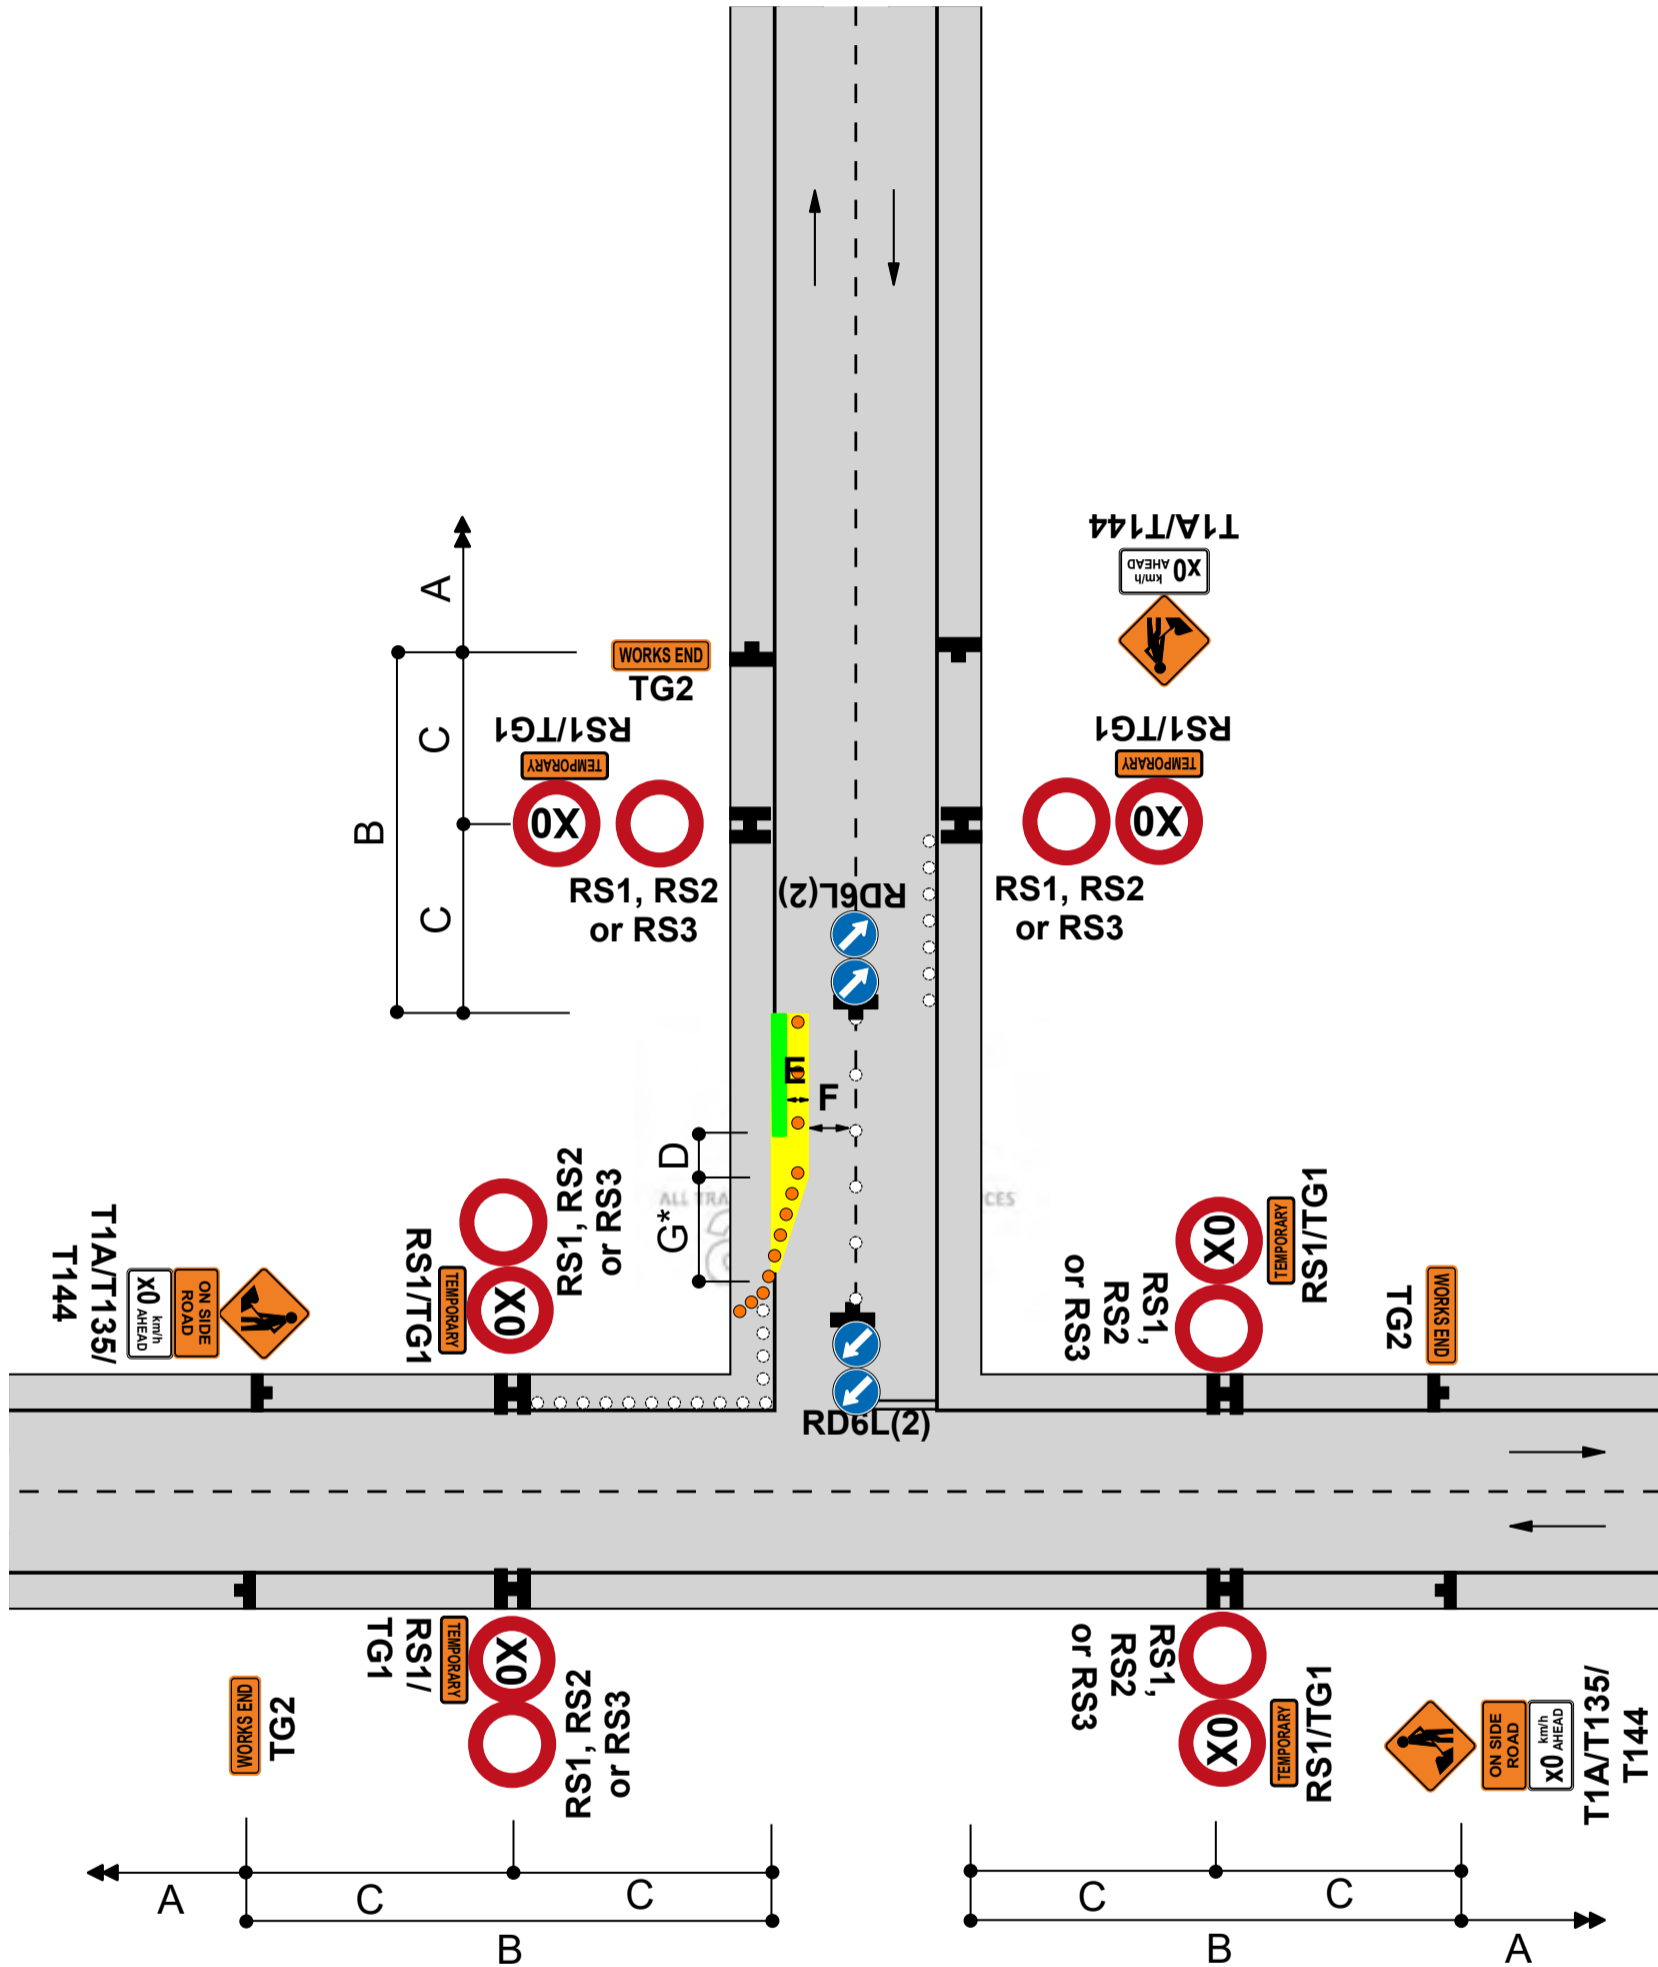 T1A/T144
x0 km/h AHEAD
A
WORKS END
TG2
C
RS1/TG1
TEMPORARY
X0
RS1, RS2
or RS3
RS1/TG1
TEMPORARY
X0
RS1, RS2
or RS3
B
C
RD6L(2)
E
F
D
G*
ALL TRA
CES
T1A/T135/
T144
x0 km/h AHEAD
ON SIDE
ROAD
RS1/TG1
TEMPORARY
X0
RS1, RS2
or RS3
RD6L(2)
RS1,
RS2
or RS3
X0
TEMPORARY
RS1/TG1
TG2
WORKS END
WORKS END
TG2
RS1/
TG1
TEMPORARY
X0
RS1, RS2
or RS3
RS1,
RS2
or RS3
X0
TEMPORARY
RS1/TG1
ON SIDE
ROAD
x0 km/h AHEAD
T1A/T135/
T144
A
C
C
B
C
C
B
A